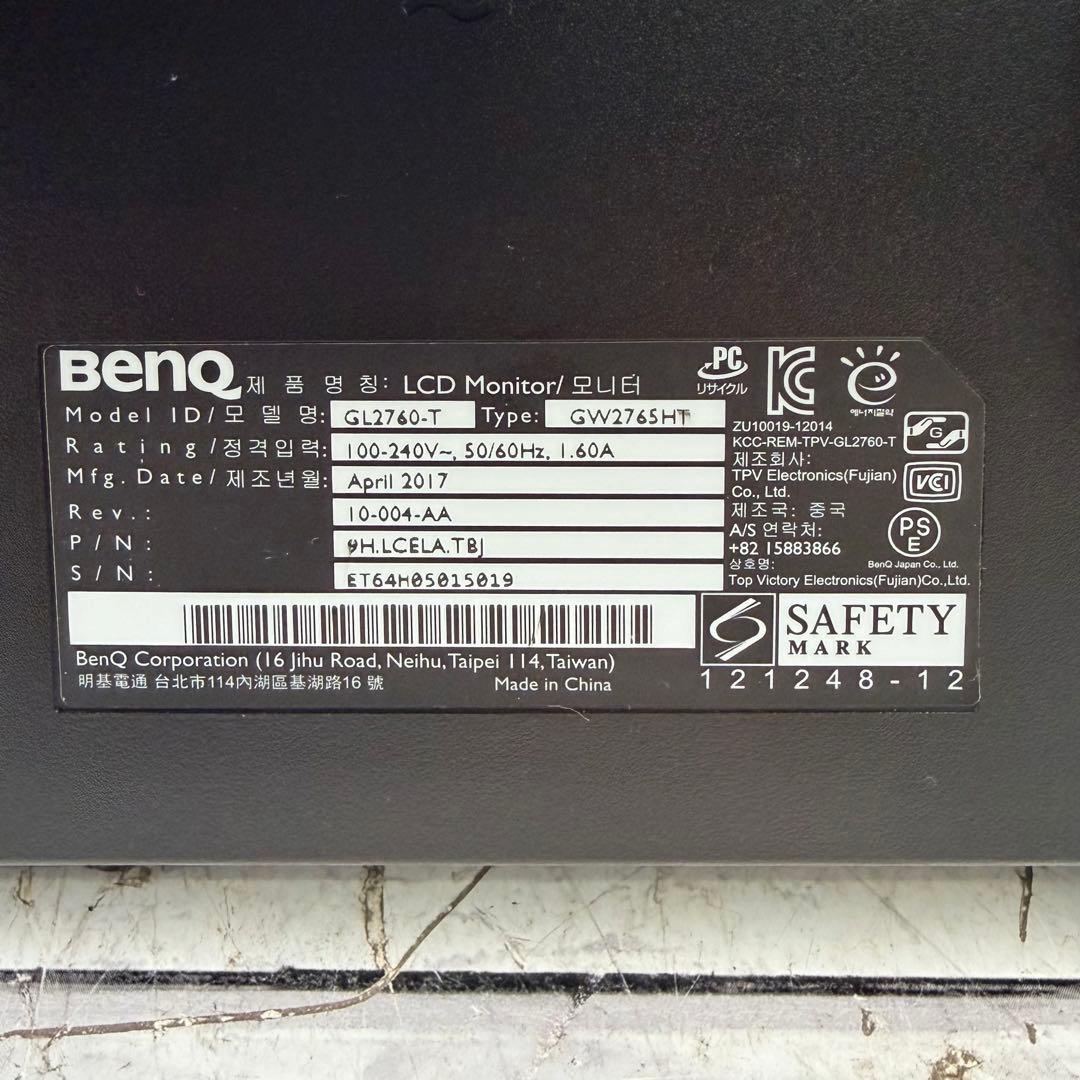 BenQ 제 품 명 칭: LCD Monitor/ 모니터
Model ID/모 델 명: GL2760-T Type: GW2765HT
Rating/정격입력: 100-240V~, 50/60Hz, 1.60A
Mfg. Date/ 제조년월: April 2017
Rev.: 10-004-AA
P/N: 9H.LCELA.TBJ
S/N: ET64H05015019
BenQ Corporation (16 Jihu Road, Neihu, Taipei 114, Taiwan)
明基電通 台北市114內湖區基湖路16 號 Made in China
PC
リサイクル
KC
에너지절약
ZU10019-12014
KCC-REM-TPV-GL2760-T
제조회사:
TPV Electronics(Fujian)
Co., Ltd.
제조국: 중국
A/S 연락처:
+82 15883866
상호명:
Top Victory Electronics(Fujian)Co.,Ltd.
G
VCI
PS
E
BenQ Japan Co., Ltd.
SAFETY
MARK
121248-12